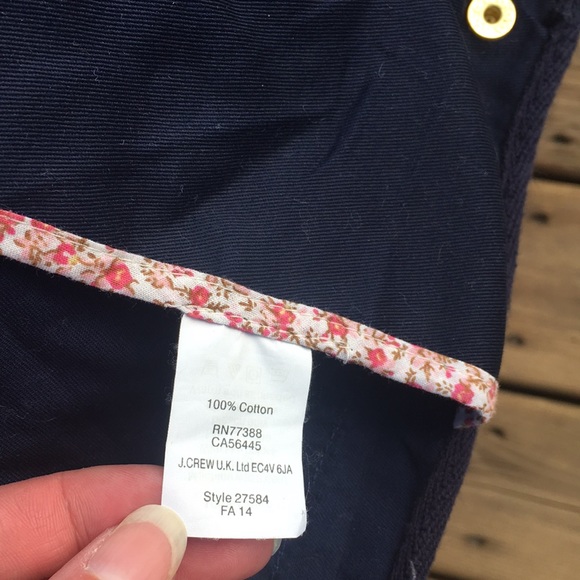 100% Cotton
RN77388
CA56445
J.CREW U.K. Ltd EC4V 6JA
Style 27584
FA 14